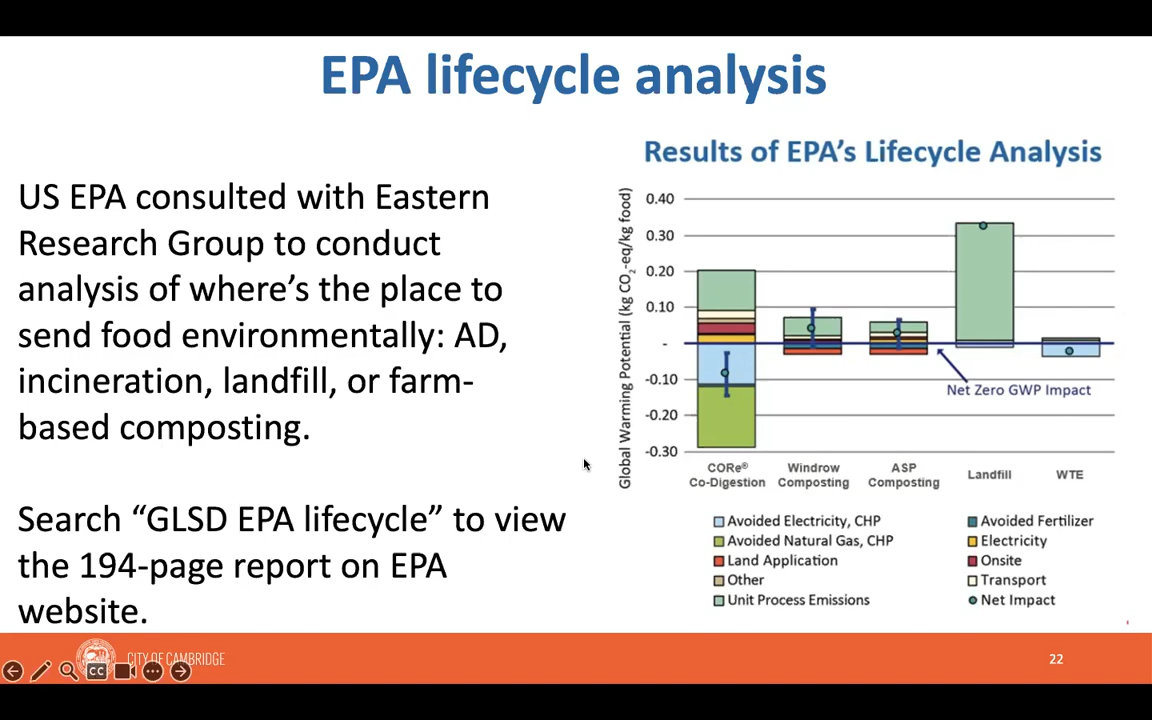 EPA lifecycle analysis
US EPA consulted with Eastern
Research Group to conduct
analysis of where’s the place to
send food environmentally: AD,
incineration, landfill, or farm-
based composting.
Search “GLSD EPA lifecycle” to view
the 194-page report on EPA
website.
Results of EPA’s Lifecycle Analysis
Global Warming Potential (kg CO₂-eq/kg food)
0.40
0.30
0.20
0.10
-
-0.10
-0.20
-0.30
Net Zero GWP Impact
CORe®
Co-Digestion
Windrow
Composting
ASP
Composting
Landfill
WTE
Avoided Electricity, CHP
Avoided Natural Gas, CHP
Land Application
Other
Unit Process Emissions
Avoided Fertilizer
Electricity
Onsite
Transport
Net Impact
CC
CITY OF CAMBRIDGE
22